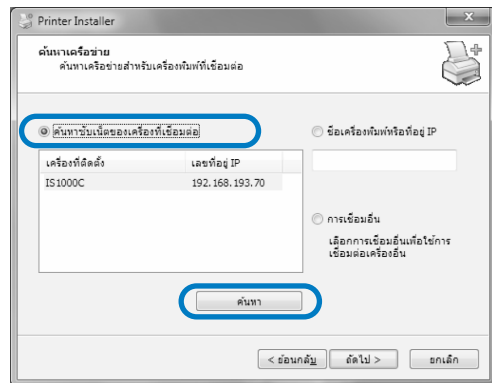 Printer Installer
ค้นหาเครือข่าย
ค้นหาเครือข่ายสำหรับเครื่องพิมพ์ที่เชื่อมต่อ
ค้นหาซับเน็ตของเครื่องที่เชื่อมต่อ
ชื่อเครื่องพิมพ์หรือที่อยู่ IP
เครื่องที่ติดตั้ง เลขที่อยู่ IP
IS1000C 192.168.193.70
การเชื่อมอื่น
เลือกการเชื่อมอื่นเพื่อใช้การ
เชื่อมต่อเครื่องอื่น
ค้นหา
< ย้อนกลับ ถัดไป > ยกเลิก